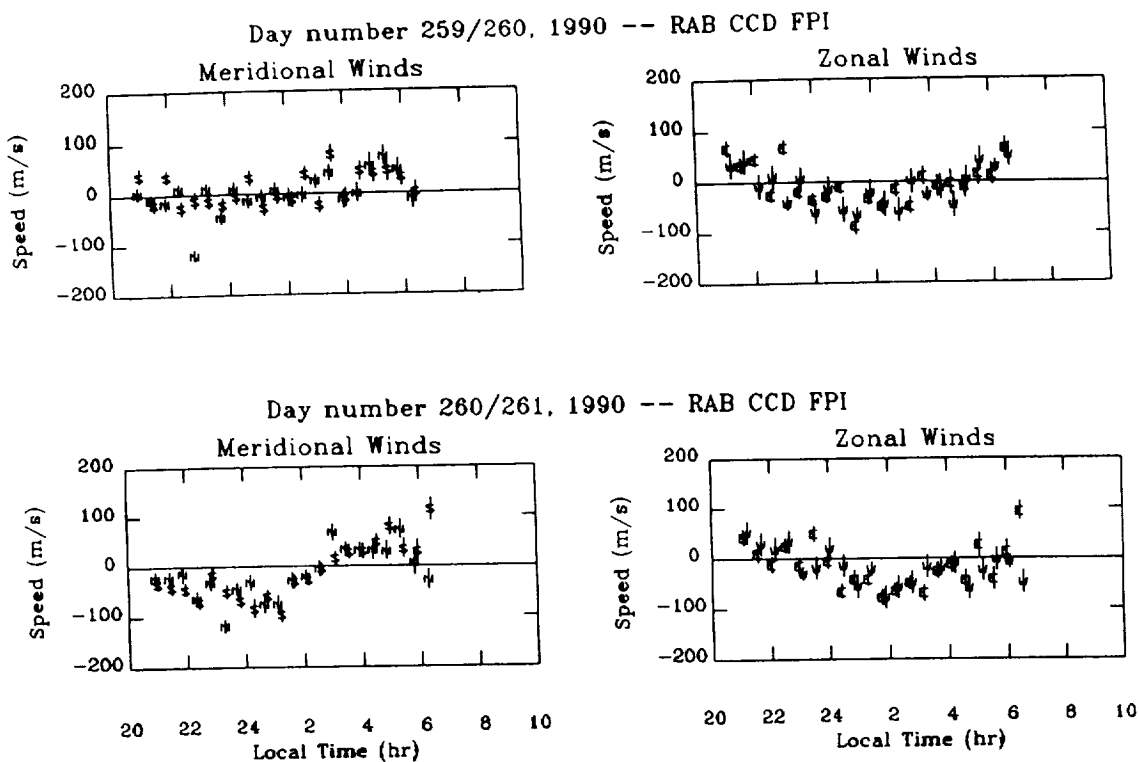 Day number 259/260, 1990 -- RAB CCD FPI
Meridional Winds
Zonal Winds
Speed (m/s)
200
100
0
-100
-200
Speed (m/s)
200
100
0
-100
-200
Day number 260/261, 1990 -- RAB CCD FPI
Meridional Winds
Zonal Winds
Speed (m/s)
200
100
0
-100
-200
Speed (m/s)
200
100
0
-100
-200
20 22 24 2 4 6 10
Local Time (hr)
20 22 24 2 4 6 10
Local Time (hr)